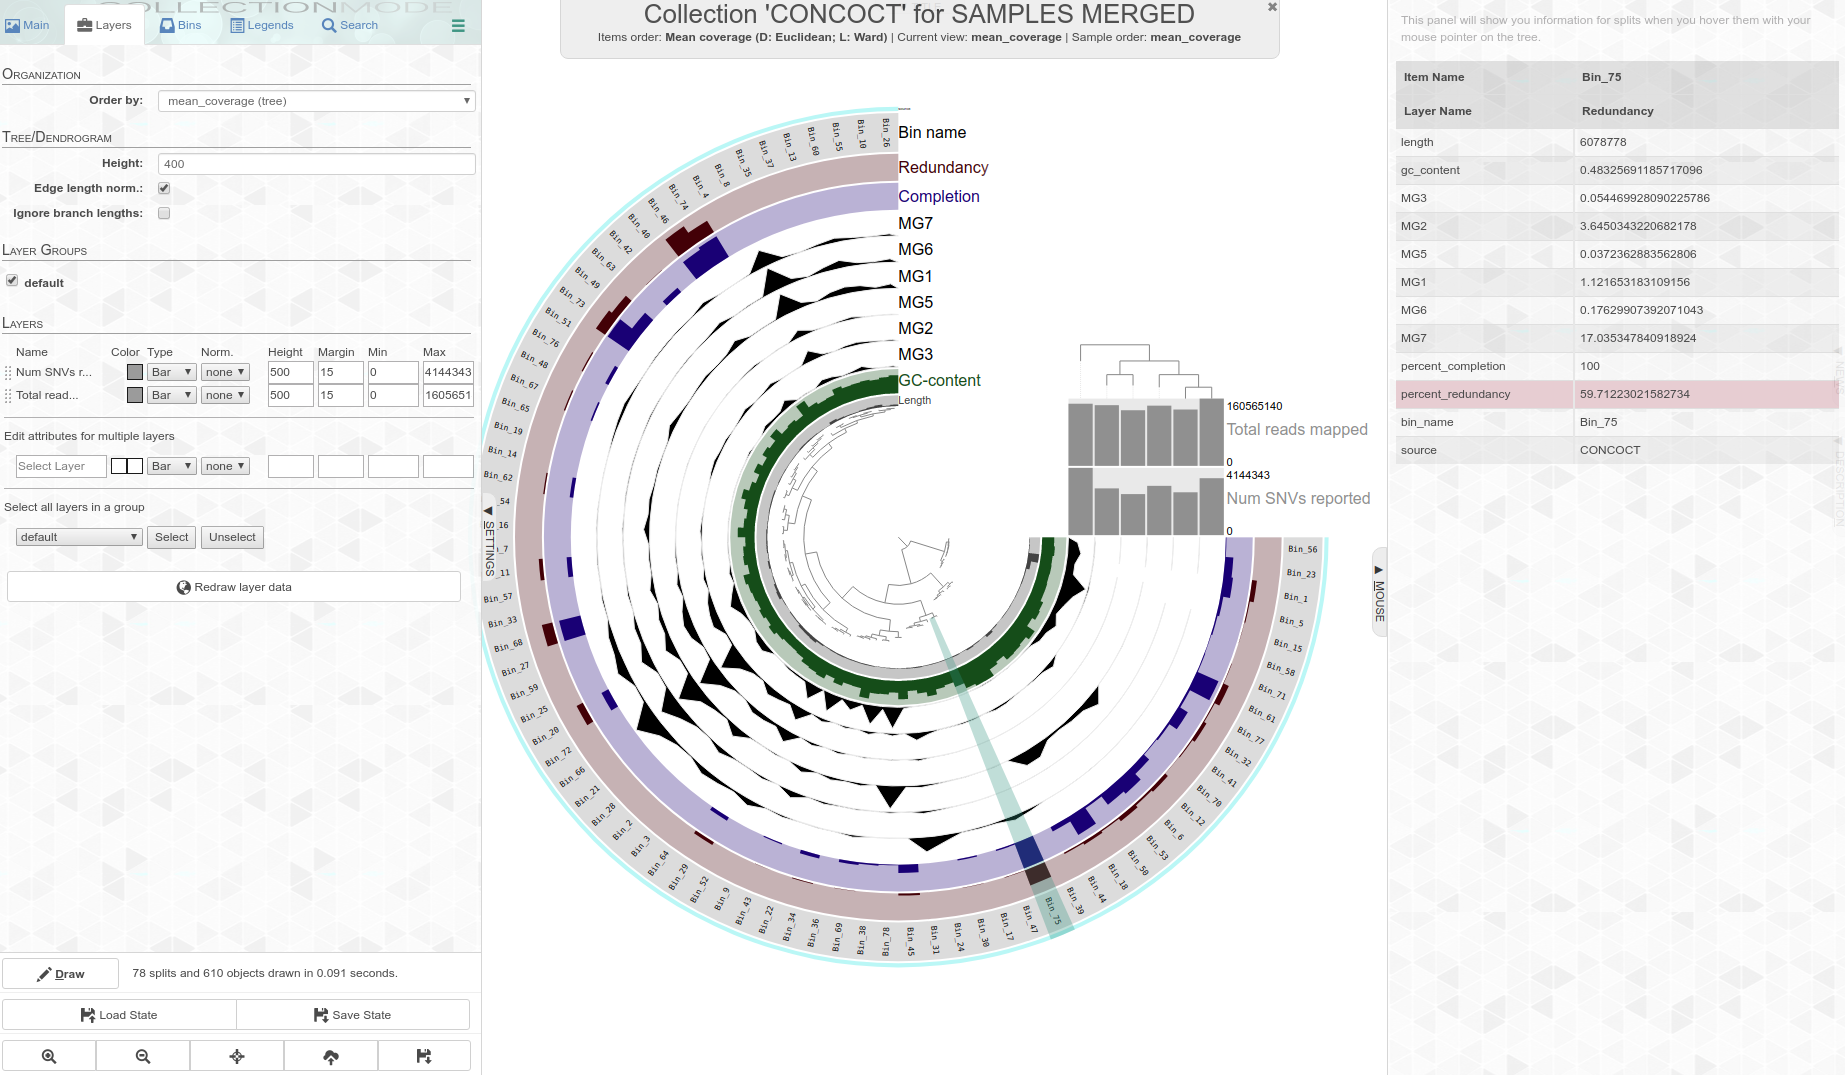 COLLECTION MODE
Main
Layers
Bins
Legends
Search
Organization
Order by:
mean_coverage (tree)
Tree/Dendrogram
Height:
400
Edge length norm.:
Ignore branch lengths:
Layer Groups
default
Layers
Name Color Type Norm. Height Margin Min Max
Num SNVs r... Bar none 500 15 0 4144343
Total read... Bar none 500 15 0 1605651
Edit attributes for multiple layers
Select Layer Bar none
Select all layers in a group
default Select Unselect
Redraw layer data
Draw
78 splits and 610 objects drawn in 0.091 seconds.
Load State
Save State
Collection 'CONCOCT' for SAMPLES MERGED
Items order: Mean coverage (D: Euclidean; L: Ward) | Current view: mean_coverage | Sample order: mean_coverage
Bin name
Redundancy
Completion
MG7
MG6
MG1
MG5
MG2
MG3
GC-content
Length
160565140
Total reads mapped
0
4144343
Num SNVs reported
0
Bin_56
Bin_23
Bin_1
Bin_5
Bin_15
Bin_58
Bin_71
Bin_61
Bin_77
Bin_32
Bin_41
Bin_70
Bin_12
Bin_6
Bin_53
Bin_50
Bin_18
Bin_44
Bin_39
Bin_75
Bin_47
Bin_17
Bin_30
Bin_24
Bin_31
Bin_45
Bin_78
Bin_38
Bin_69
Bin_36
Bin_34
Bin_22
Bin_43
Bin_9
Bin_52
Bin_29
Bin_64
Bin_3
Bin_2
Bin_28
Bin_21
Bin_66
Bin_72
Bin_20
Bin_25
Bin_59
Bin_27
Bin_68
Bin_33
Bin_57
_11
_7
16
_54
Bin_62
Bin_14
Bin_19
Bin_65
Bin_67
Bin_48
Bin_76
Bin_51
Bin_73
Bin_49
Bin_63
Bin_42
Bin_40
Bin_46
Bin_74
Bin_4
Bin_8
Bin_35
Bin_37
Bin_13
Bin_60
Bin_55
Bin_10
Bin_26
SETTINGS
MOUSE
This panel will show you information for splits when you hover them with your
mouse pointer on the tree.
Item Name Bin_75
Layer Name Redundancy
length 6078778
gc_content 0.48325691185717096
MG3 0.054469928090225786
MG2 3.6450343220682178
MG5 0.0372362883562806
MG1 1.121653183109156
MG6 0.17629907392071043
MG7 17.035347840918924
percent_completion 100
percent_redundancy 59.71223021582734
bin_name Bin_75
source CONCOCT